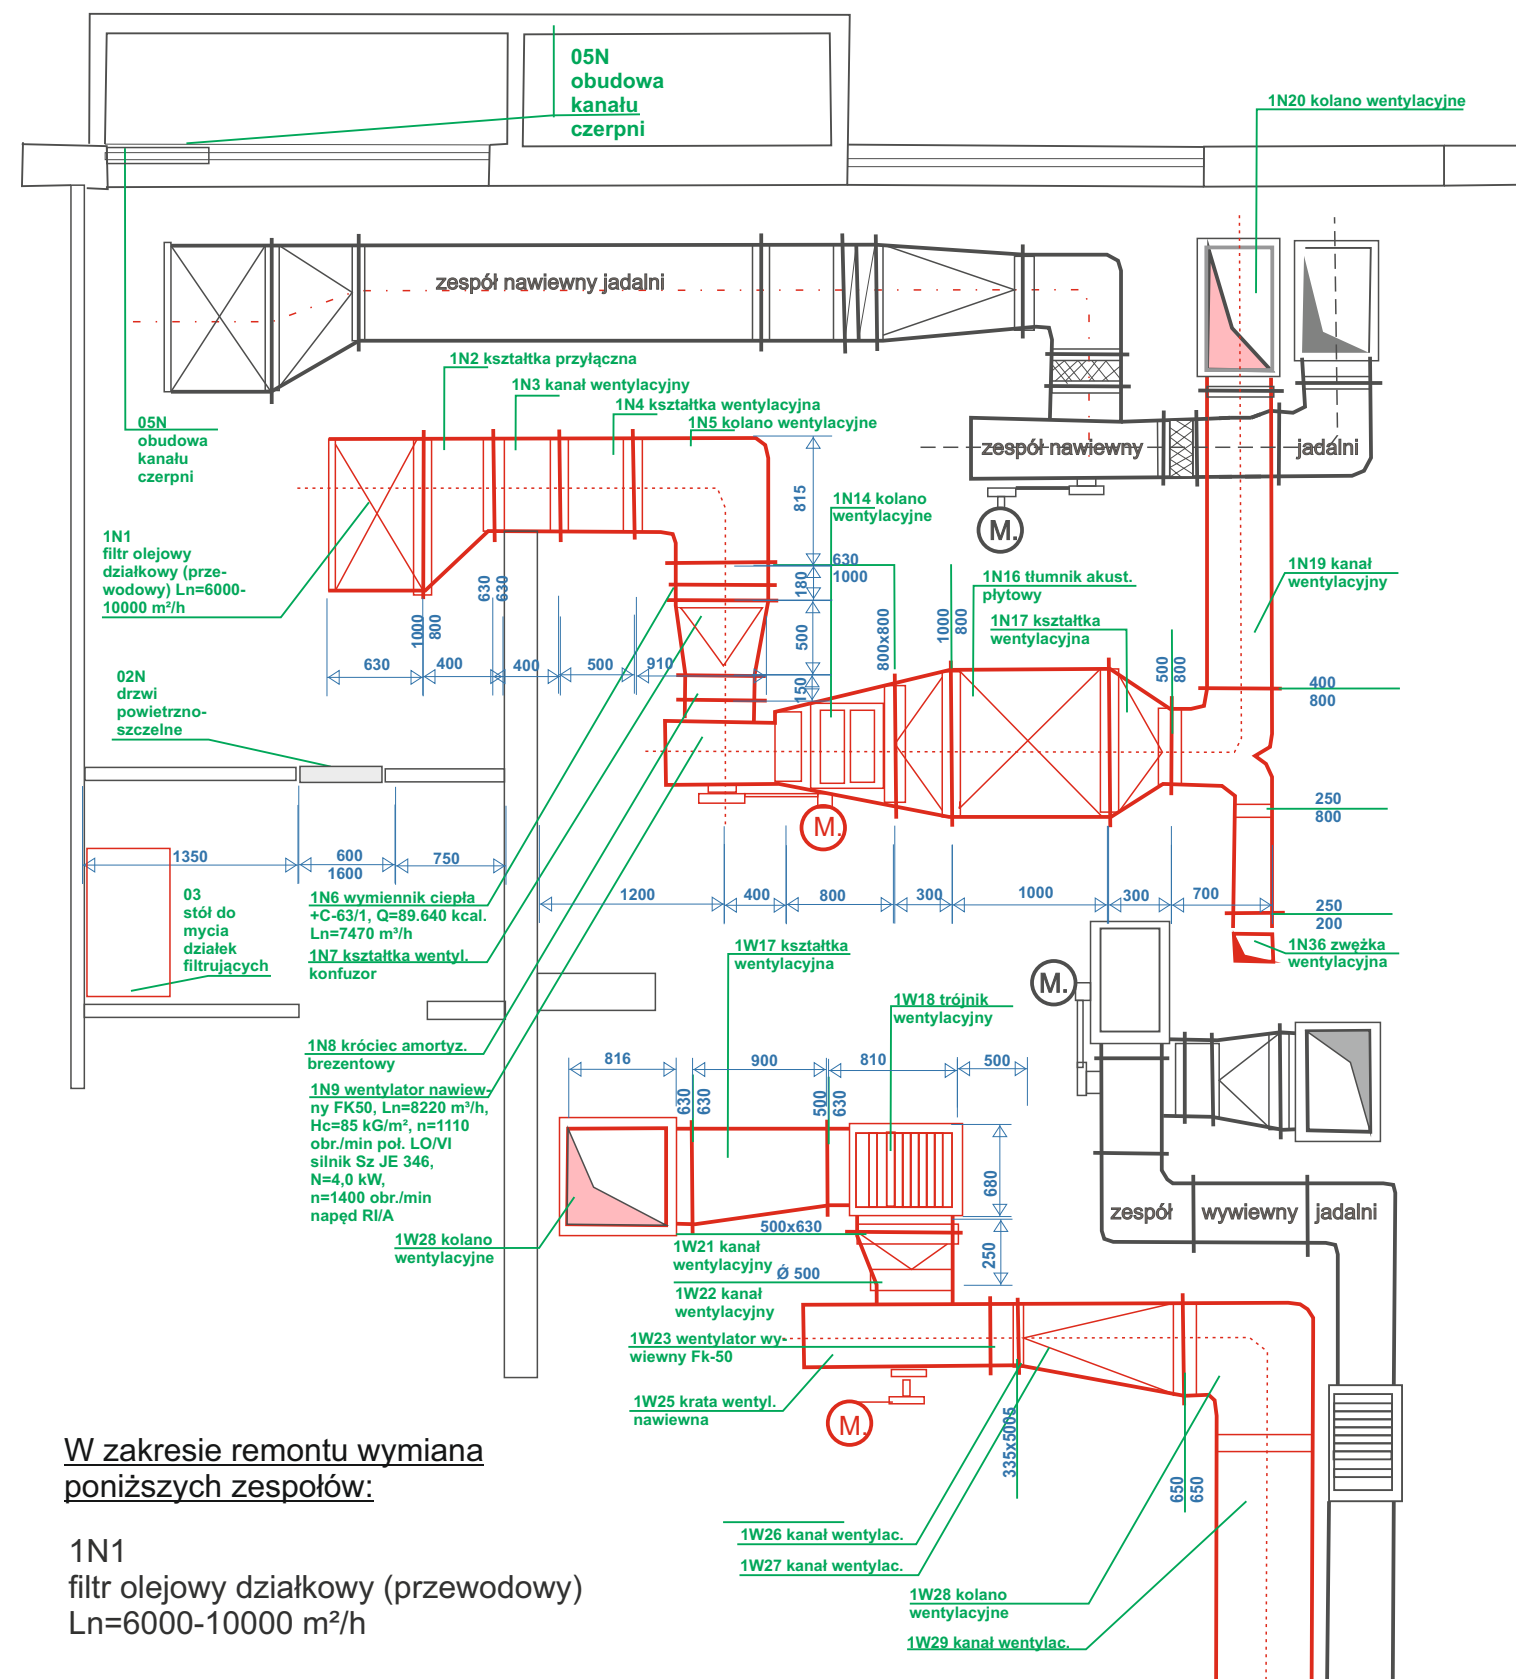 05N
obudowa
kanału
czerpni
1N20 kolano wentylacyjne
zespół nawiewny jadalni
1N2 kształtka przyłączna
1N3 kanał wentylacyjny
1N4 kształtka wentylacyjna
1N5 kolano wentylacyjne
05N
obudowa
kanału
czerpni
zespół nawiewny
jadalni
M.
1N1
filtr olejowy
działkowy (prze-
wodowy) Ln=6000-
10000 m²/h
815
1N14 kolano
wentylacyjne
630
1000
180
500
150
630
630
1000
800
630
400
400
500
910
800x800
1000
800
1N16 tłumnik akust.
płytowy
1N17 kształtka
wentylacyjna
500
800
1N19 kanał
wentylacyjny
400
800
02N
drzwi
powietrzno-
szczelne
M.
250
800
1350
600
1600
750
03
stół do
mycia
działek
filtrujących
1N6 wymiennik ciepła
+C-63/1, Q=89.640 kcal.
Ln=7470 m³/h
1N7 kształtka wentyl.
konfuzor
1200
400
800
300
1000
300
700
250
200
1N36 zwężka
wentylacyjna
1W17 kształtka
wentylacyjna
M.
1W18 trójnik
wentylacyjny
1N8 króciec amortyz.
brezentowy
1N9 wentylator nawiew-
ny FK50, Ln=8220 m³/h,
Hc=85 kG/m², n=1110
obr./min poł. LO/VI
silnik Sz JE 346,
N=4,0 kW,
n=1400 obr./min
napęd RI/A
816
900
810
500
630
630
500
630
680
250
1W28 kolano
wentylacyjne
500x630
1W21 kanał
wentylacyjny
Ø 500
1W22 kanał
wentylacyjny
zespół
wywiewny
jadalni
1W23 wentylator wy-
wiewny Fk-50
1W25 krata wentyl.
nawiewna
M.
335x5005
650
650
W zakresie remontu wymiana
poniższych zespołów:
1N1
filtr olejowy działkowy (przewodowy)
Ln=6000-10000 m²/h
1W26 kanał wentylac.
1W27 kanał wentylac.
1W28 kolano
wentylacyjne
1W29 kanał wentylac.